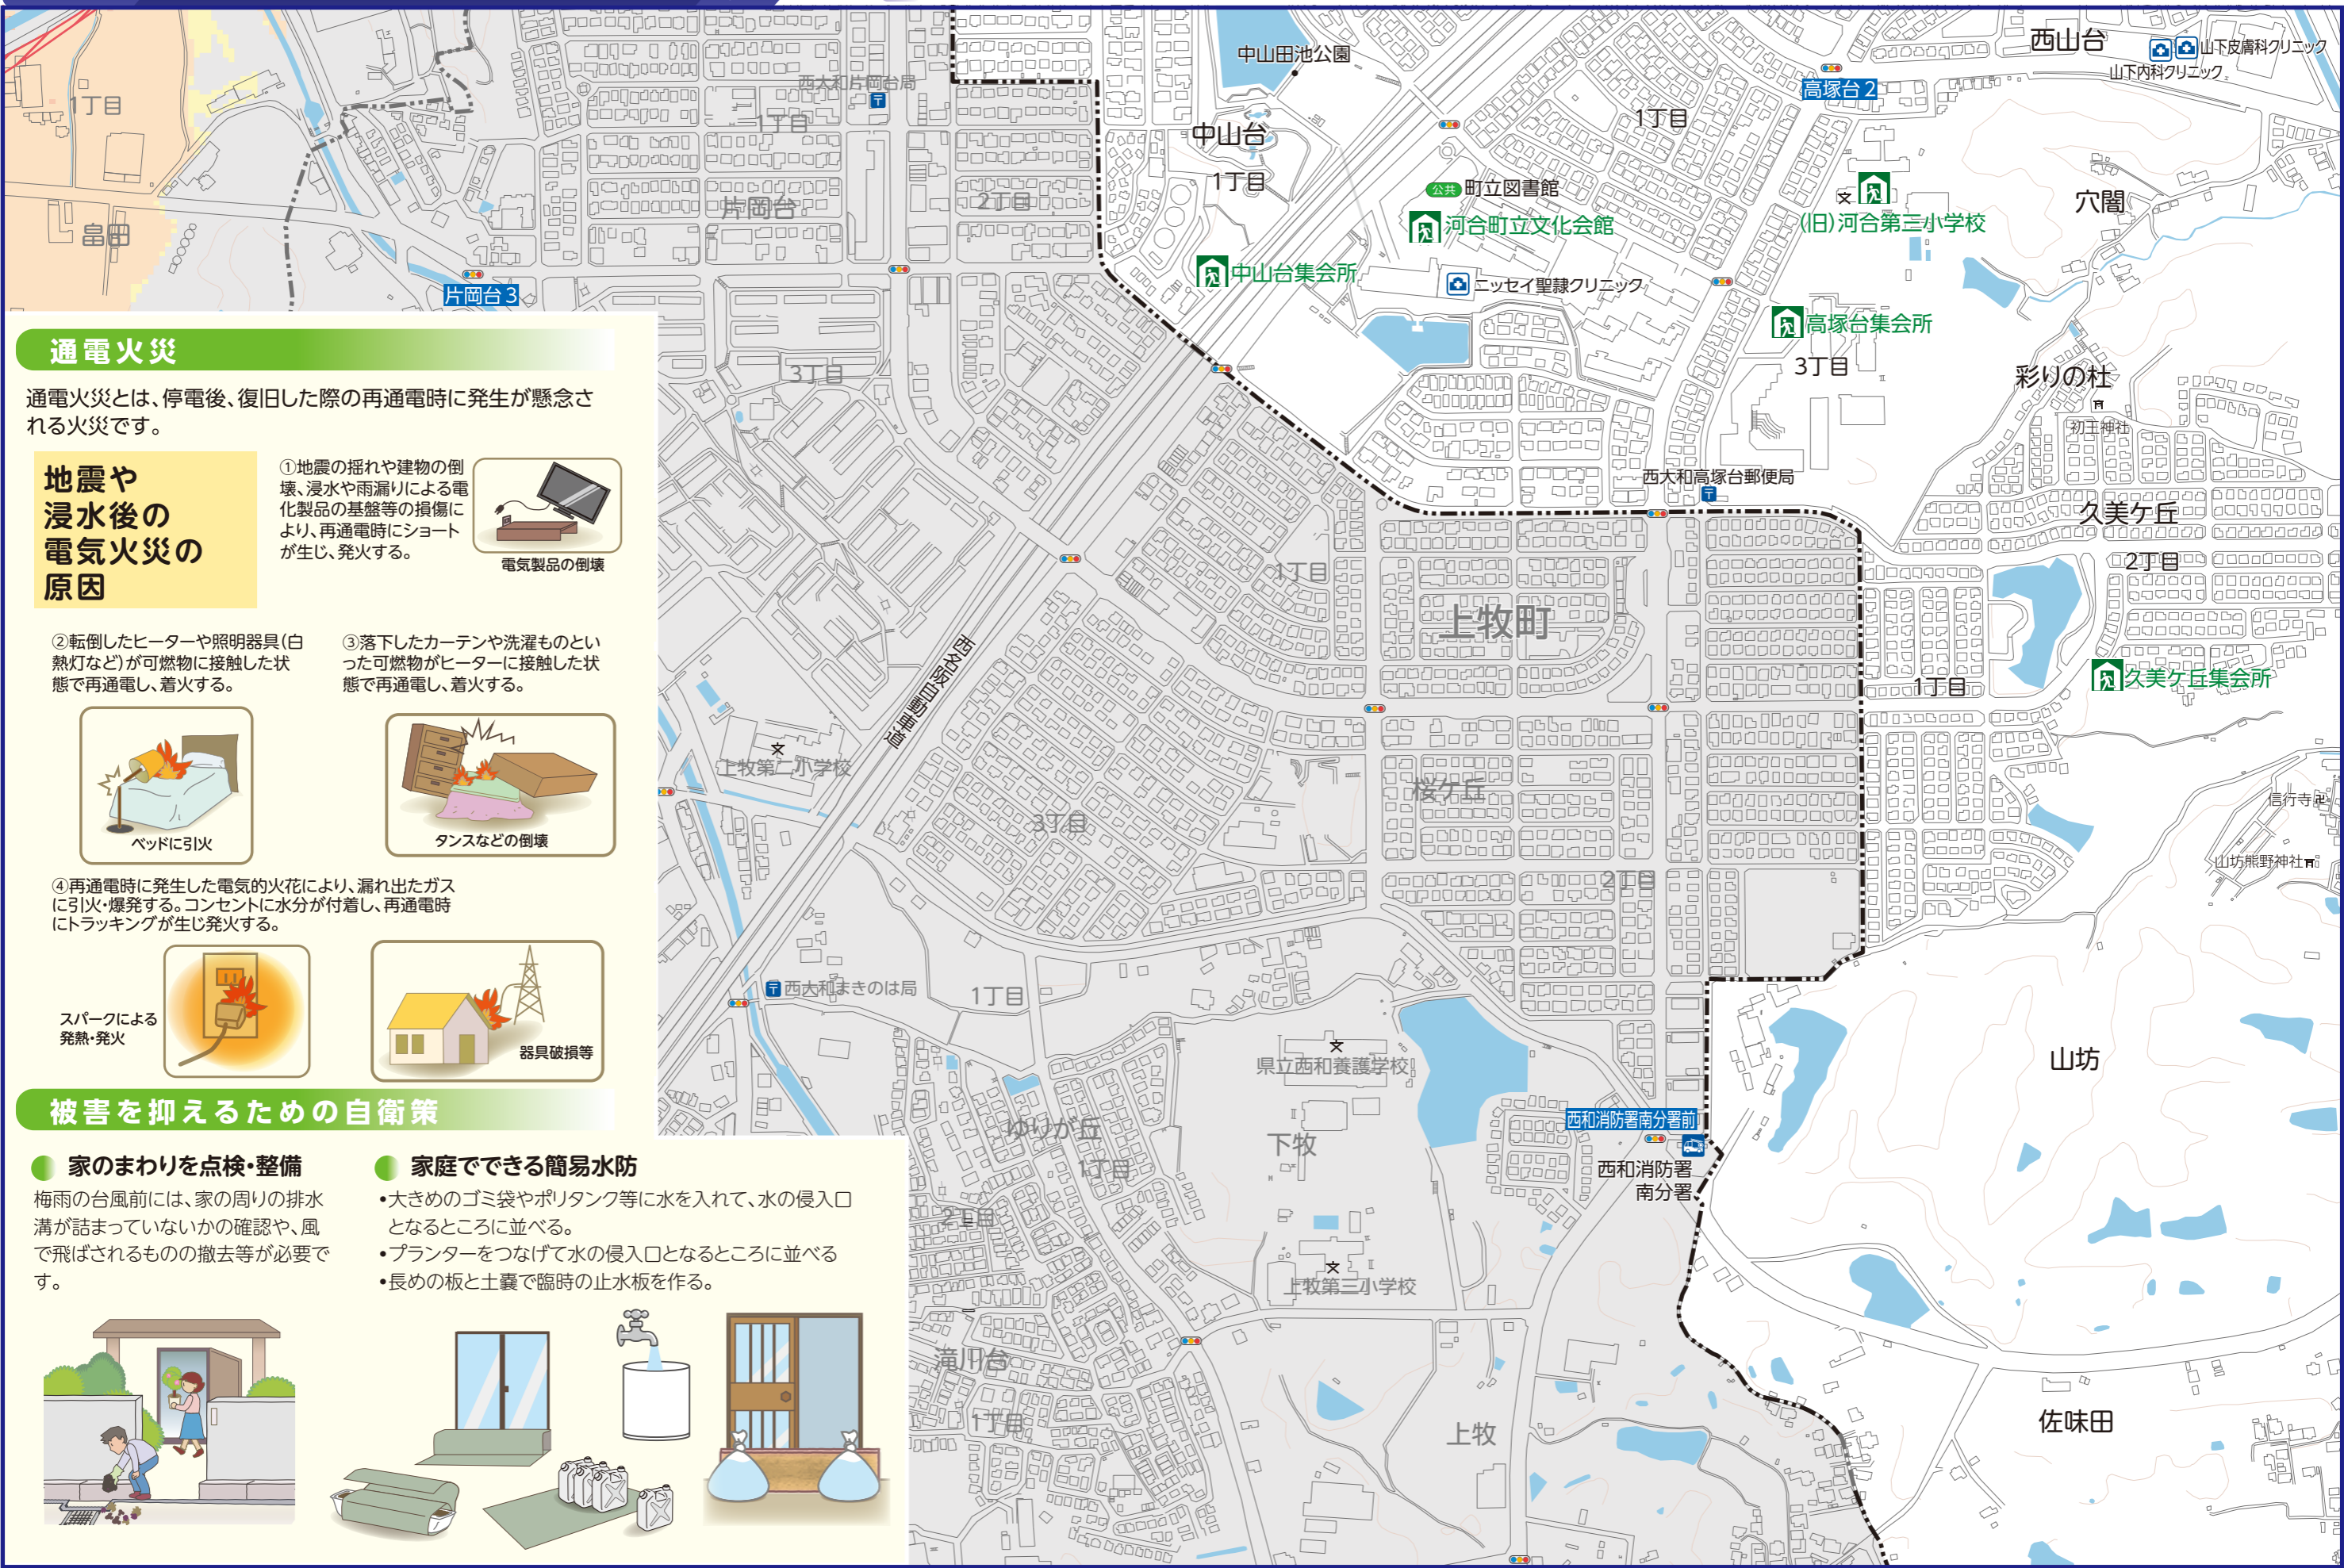 1丁目
畠田
片岡台3
西大和片岡台局
1丁目
片岡台
2丁目
3丁目
中山田池公園
中山台
1丁目
中山台集会所
公共 町立図書館
河合町立文化会館
ニッセイ聖隷クリニック
1丁目
高塚台2
西山台
山下皮膚科クリニック
山下内科クリニック
(旧)河合第三小学校
穴闇
高塚台集会所
3丁目
彩りの杜
初王神社
西大和高塚台郵便局
久美ケ丘
2丁目
1丁目
久美ケ丘集会所
信行寺
山坊熊野神社
1丁目
上牧町
西名阪自動車道
上牧第二小学校
3丁目
桜ケ丘
2丁目
西大和まきのは局
1丁目
県立西和養護学校
下牧
西和消防署南分署前
西和消防署
南分署
山坊
ゆりが丘
1丁目
2丁目
上牧第三小学校
滝川台
1丁目
上牧
佐味田
通電火災
通電火災とは、停電後、復旧した際の再通電時に発生が懸念さ
れる火災です。
地震や
浸水後の
電気火災の
原因
①地震の揺れや建物の倒
壊、浸水や雨漏りによる電
化製品の基盤等の損傷に
より、再通電時にショート
が生じ、発火する。
電気製品の倒壊
②転倒したヒーターや照明器具(白
熱灯など)が可燃物に接触した状
態で再通電し、着火する。
ベッドに引火
③落下したカーテンや洗濯ものとい
った可燃物がヒーターに接触した状
態で再通電し、着火する。
タンスなどの倒壊
④再通電時に発生した電気的火花により、漏れ出たガス
に引火・爆発する。コンセントに水分が付着し、再通電時
にトラッキングが生じ発火する。
スパークによる
発熱・発火
器具破損等
被害を抑えるための自衛策
家のまわりを点検・整備
梅雨の台風前には、家の周りの排水
溝が詰まっていないかの確認や、風
で飛ばされるものの撤去等が必要で
す。
家庭でできる簡易水防
•大きめのゴミ袋やポリタンク等に水を入れて、水の侵入口
となるところに並べる。
•プランターをつなげて水の侵入口となるところに並べる
•長めの板と土嚢で臨時の止水板を作る。